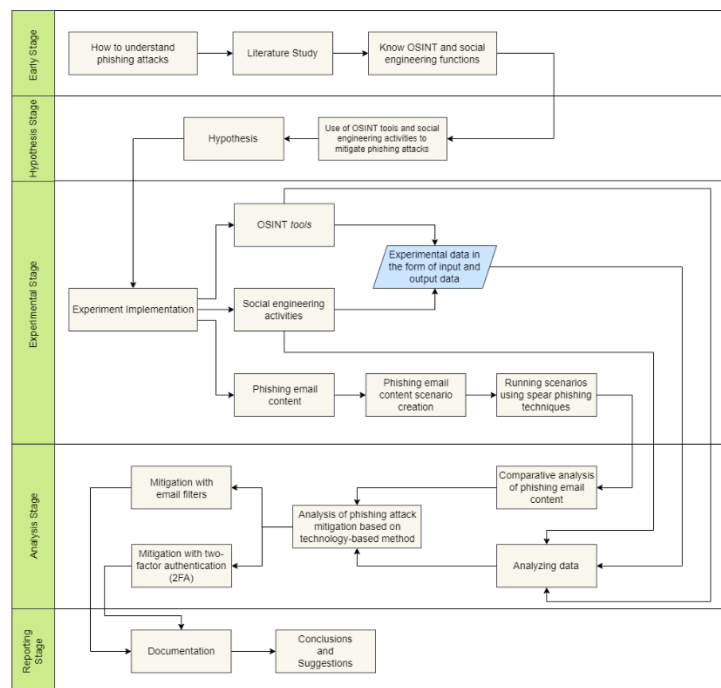 Early Stage
How to understand
phishing attacks
Literature Study
Know OSINT and social
engineering functions
Hypothesis Stage
Hypothesis
Use of OSINT tools and social
engineering activities to
mitigate phishing attacks
Experimental Stage
OSINT tools
Experimental data in
the form of input and
output data
Experiment Implementation
Social engineering
activities
Phishing email
content
Phishing email
content scenario
creation
Running scenarios
using spear phishing
techniques
Analysis Stage
Mitigation with
email filters
Comparative analysis
of phishing email
content
Analysis of phishing attack
mitigation based on
technology-based method
Mitigation with two-
factor authentication
(2FA)
Analyzing data
Reporting
Stage
Documentation
Conclusions
and
Suggestions